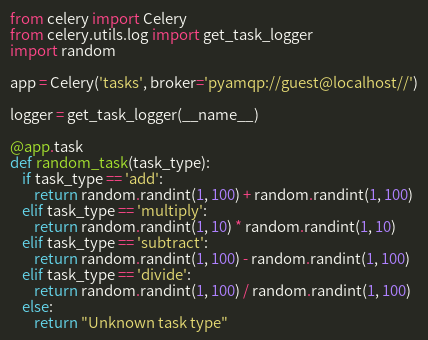 from celery import Celery
from celery.utils.log import get_task_logger
import random

app = Celery('tasks', broker='pyamqp://guest@localhost//')

logger = get_task_logger(__name__)

@app.task
def random_task(task_type):
    if task_type == 'add':
        return random.randint(1, 100) + random.randint(1, 100)
    elif task_type == 'multiply':
        return random.randint(1, 10) * random.randint(1, 10)
    elif task_type == 'subtract':
        return random.randint(1, 100) - random.randint(1, 100)
    elif task_type == 'divide':
        return random.randint(1, 100) / random.randint(1, 100)
    else:
        return "Unknown task type"